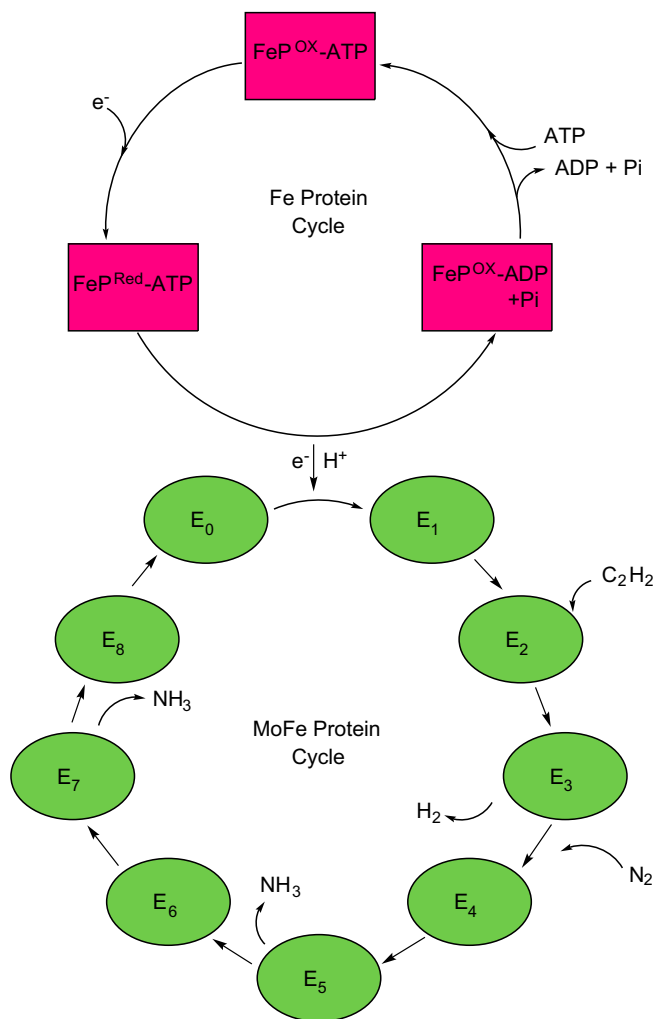 FeP^OX-ATP
e-
ATP
ADP + Pi
Fe Protein
Cycle
FeP^Red-ATP
FeP^OX-ADP
+Pi
e- H+
E0
E1
C2H2
E8
E2
NH3
MoFe Protein
Cycle
E7
E3
H2
N2
NH3
E6
E4
E5